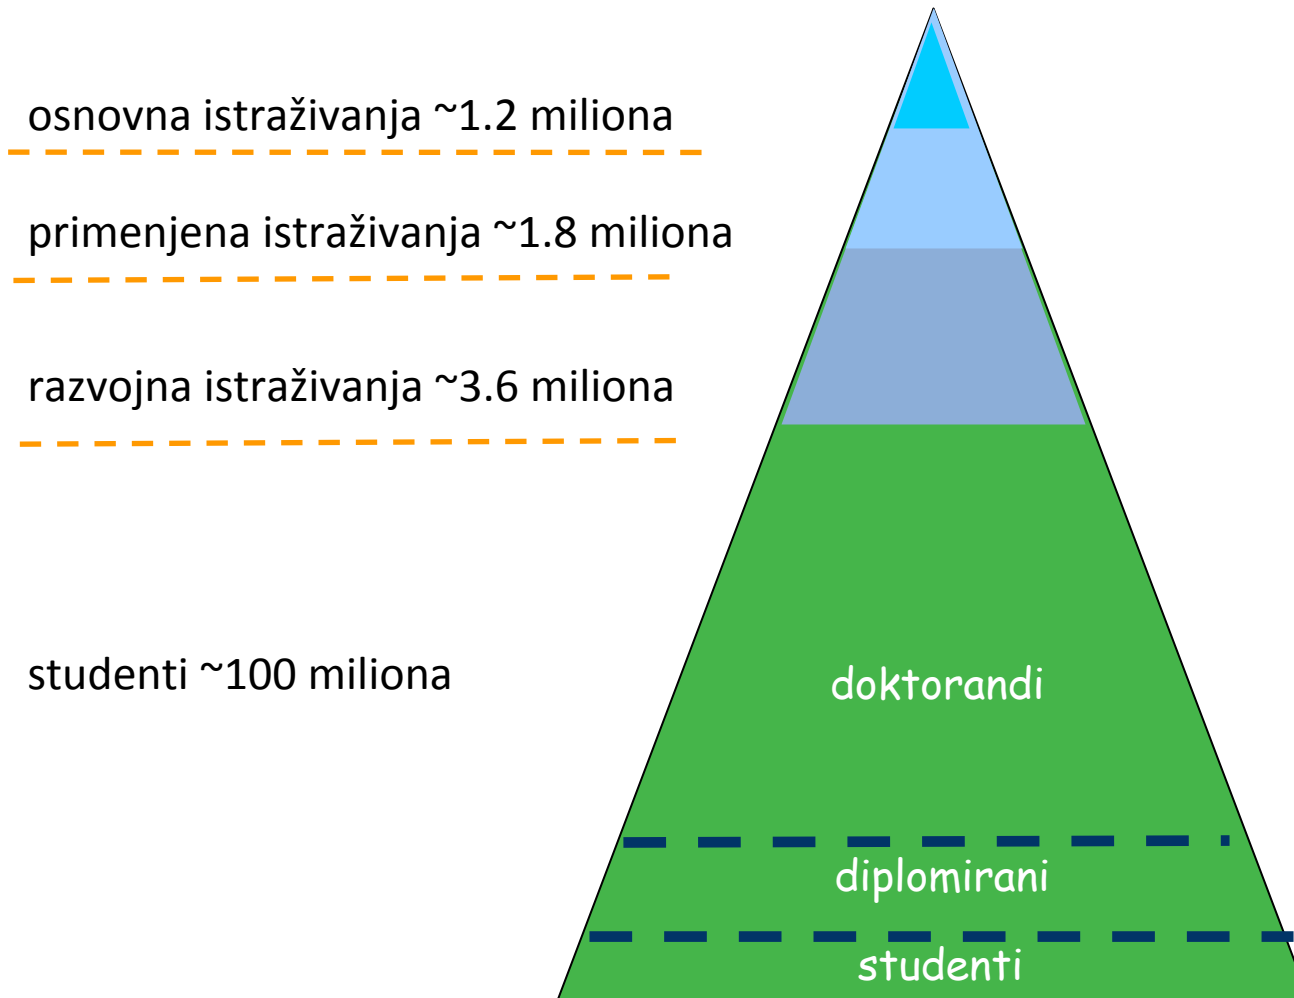 osnovna istraživanja ~1.2 miliona
primenjena istraživanja ~1.8 miliona
razvojna istraživanja ~3.6 miliona
studenti ~100 miliona
doktorandi
diplomirani
studenti